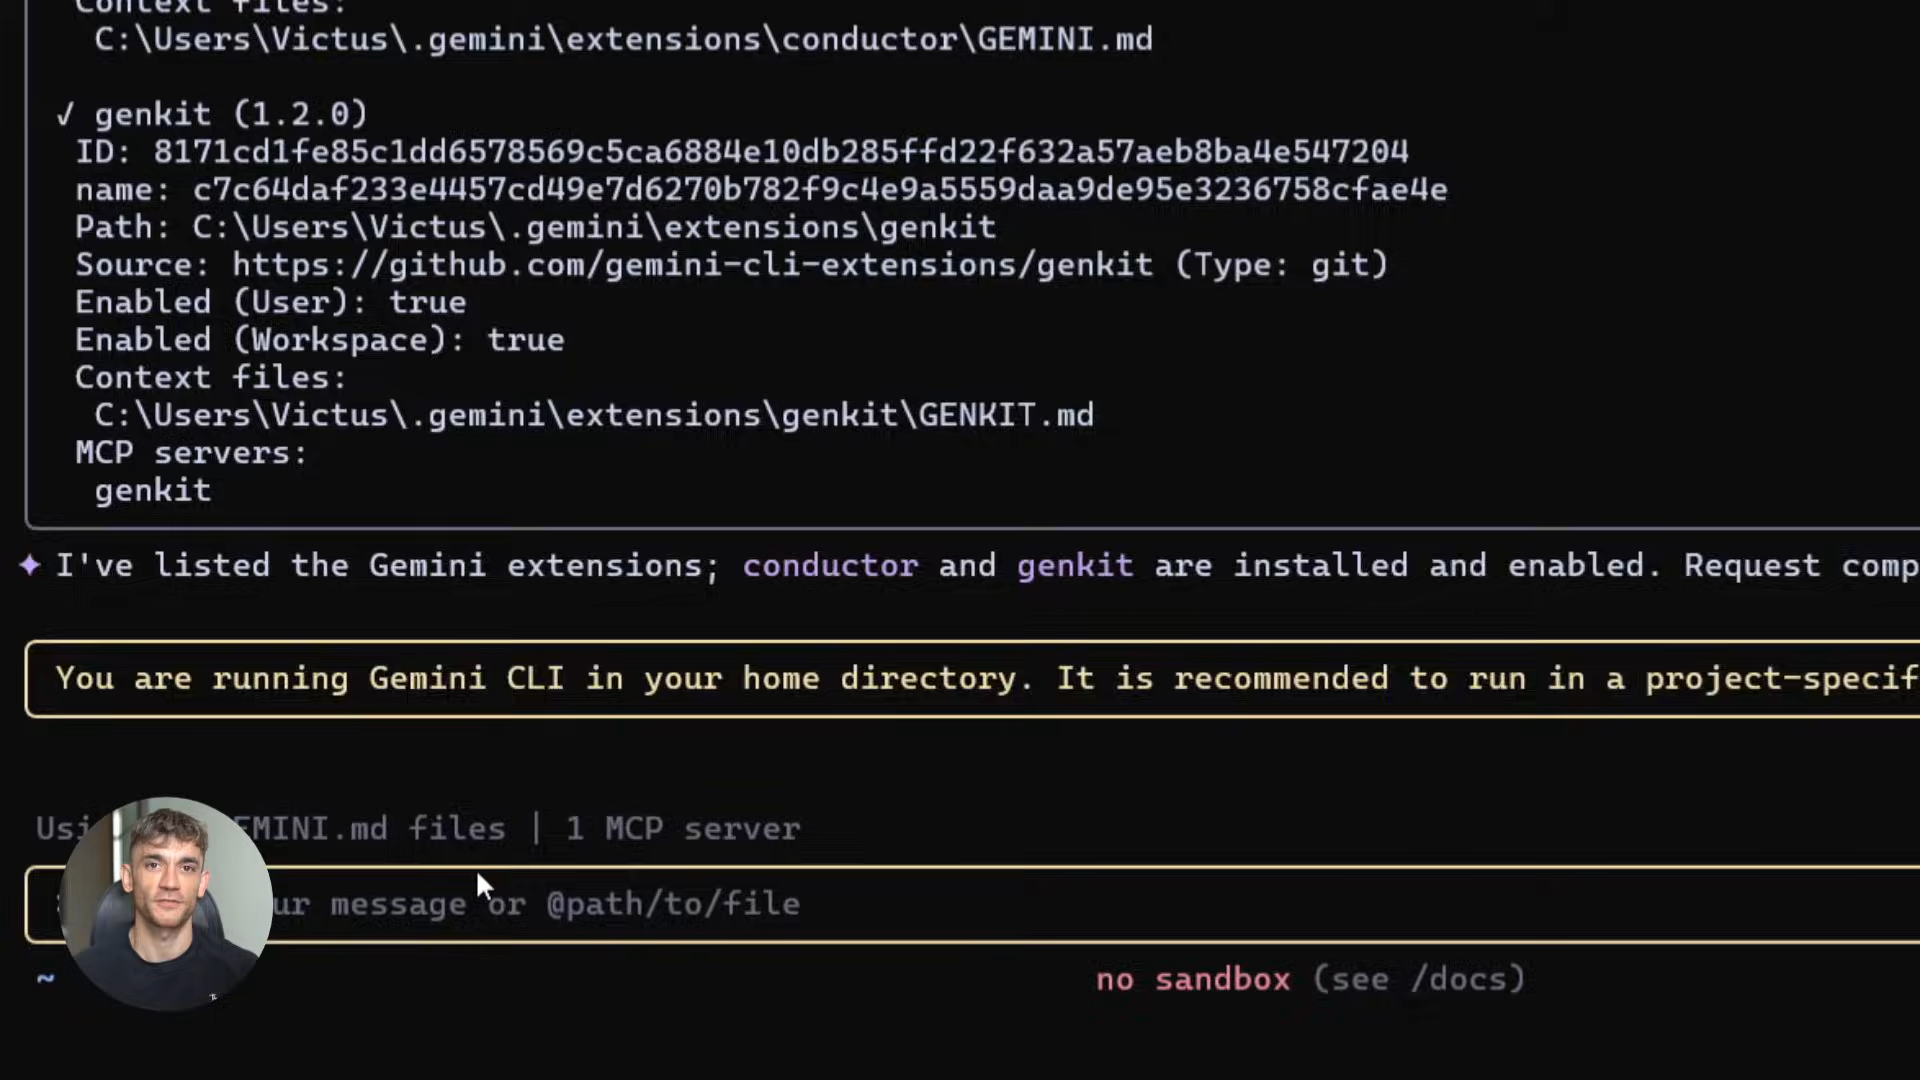 Context files:
C:\Users\Victus\.gemini\extensions\conductor\GEMINI.md
✓ genkit (1.2.0)
ID: 8171cd1fe85c1dd6578569c5ca6884e10db285ffd22f632a57aeb8ba4e547204
name: c7c64daf233e4457cd49e7d6270b782f9c4e9a5559daa9de95e3236758cfae4e
Path: C:\Users\Victus\.gemini\extensions\genkit
Source: https://github.com/gemini-cli-extensions/genkit (Type: git)
Enabled (User): true
Enabled (Workspace): true
Context files:
C:\Users\Victus\.gemini\extensions\genkit\GENKIT.md
MCP servers:
genkit
✦ I've listed the Gemini extensions; conductor and genkit are installed and enabled. Request comp
You are running Gemini CLI in your home directory. It is recommended to run in a project-specif
Usi EMINI.md files | 1 MCP server
ur message or @path/to/file
~ no sandbox (see /docs)